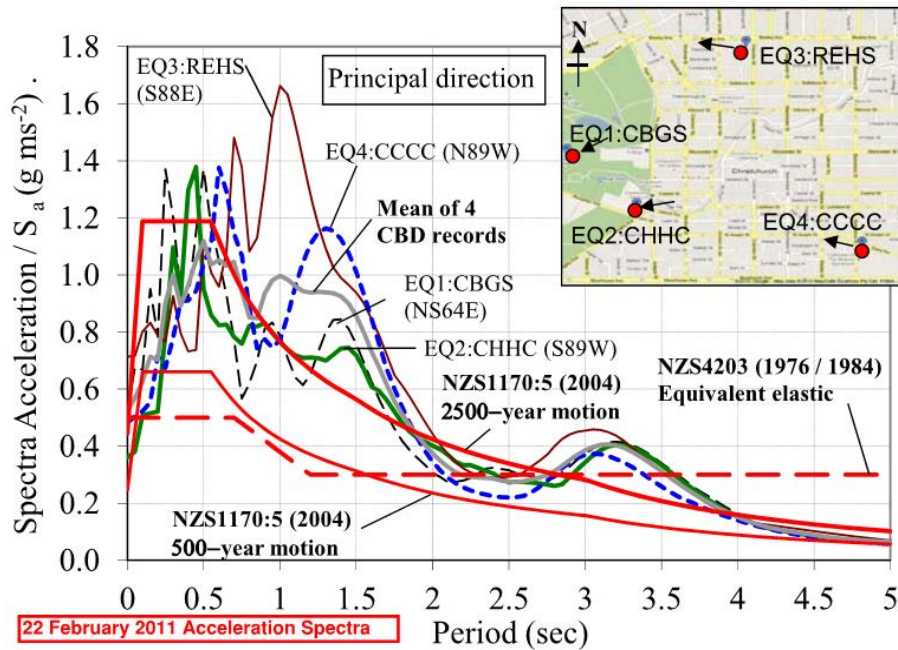 1.8
1.6
1.4
1.2
1.0
0.8
0.6
0.4
0.2
0.0
Spectra Acceleration / S a (g ms-2) .
EQ3:REHS
(S88E)
Principal direction
EQ4:CCCC (N89W)
Mean of 4
CBD records
EQ1:CBGS
(NS64E)
EQ2:CHHC (S89W)
NZS1170:5 (2004)
2500–year motion
NZS4203 (1976 / 1984)
Equivalent elastic
NZS1170:5 (2004)
500–year motion
N
EQ3:REHS
EQ1:CBGS
Christchurch
EQ2:CHHC
EQ4:CCCC
0 0.5 1 1.5 2 2.5 3 3.5 4 4.5 5
22 February 2011 Acceleration Spectra
Period (sec)